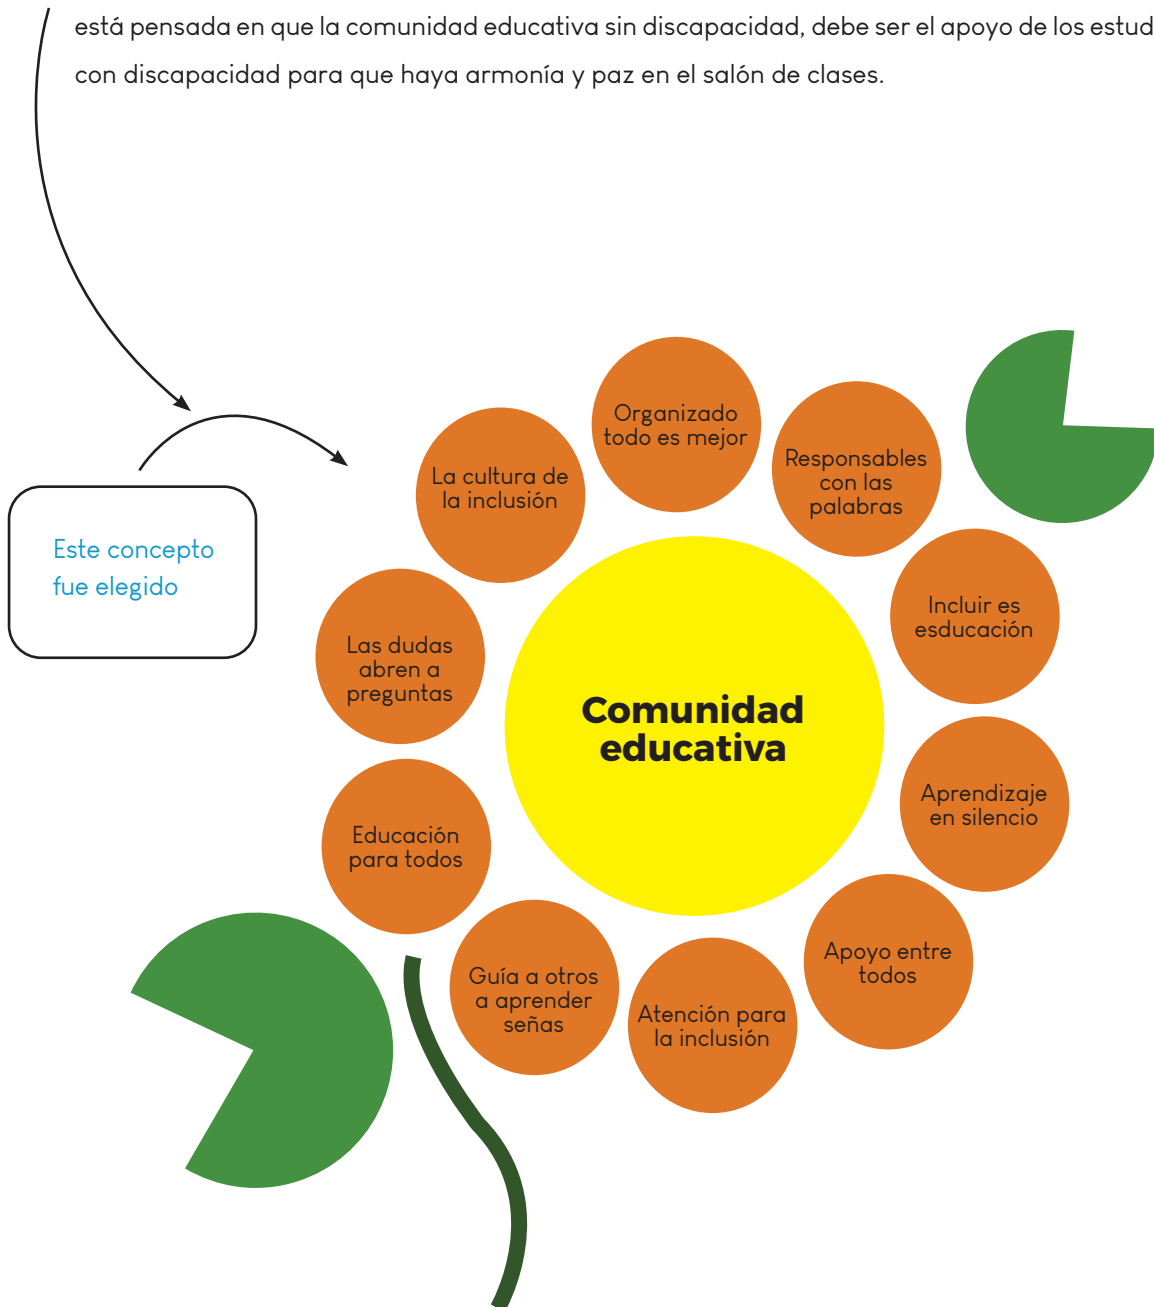 está pensada en que la comunidad educativa sin discapacidad, debe ser el apoyo de los estud
con discapacidad para que haya armonía y paz en el salón de clases.
Organizado
todo es mejor
Responsables
con las
palabras
La cultura de
la inclusión
Este concepto
fue elegido
Incluir es
esducación
Las dudas
abren a
preguntas
Comunidad
educativa
Aprendizaje
en silencio
Educación
para todos
Apoyo entre
todos
Guía a otros
a aprender
señas
Atención para
la inclusión